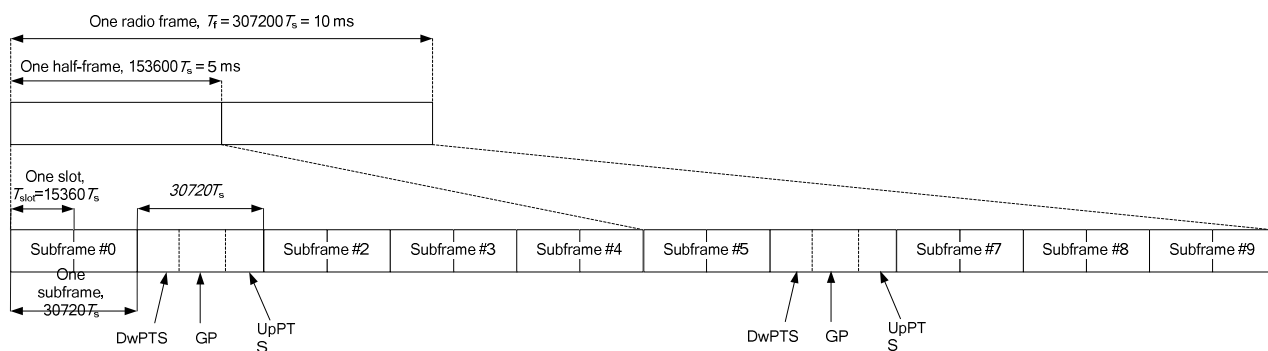 One radio frame, Tf = 307200Ts = 10 ms
One half-frame, 153600Ts = 5 ms
One slot,
Tslot=15360Ts
30720Ts
Subframe #0
Subframe #2
Subframe #3
Subframe #4
Subframe #5
Subframe #7
Subframe #8
Subframe #9
One
subframe,
30720Ts
DwPTS
GP
UpPT
S
DwPTS
GP
UpPT
S